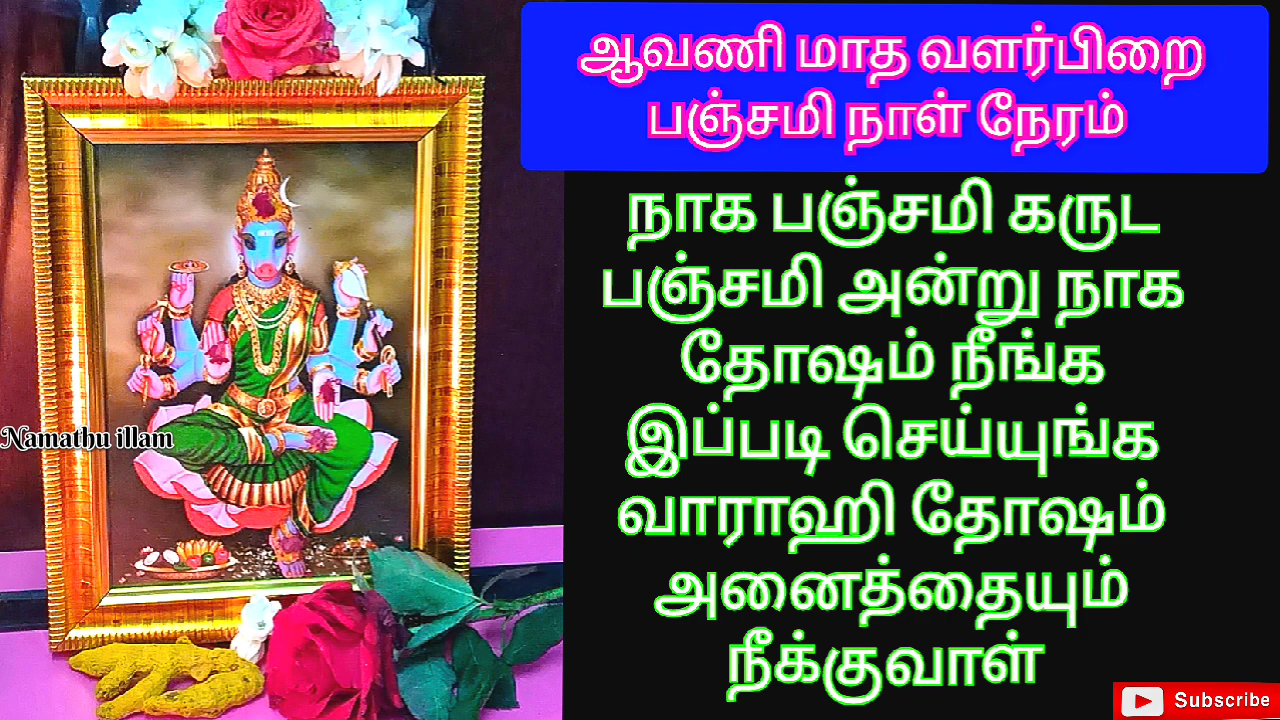 ஆவணி மாத வளர்பிறை
பஞ்சமி நாள் நேரம்
நாக பஞ்சமி கருட
பஞ்சமி அன்று நாக
தோஷம் நீங்க
இப்படி செய்யுங்க
வாராஹி தோஷம்
அனைத்தையும்
நீக்குவாள்
Namathu illam
Subscribe